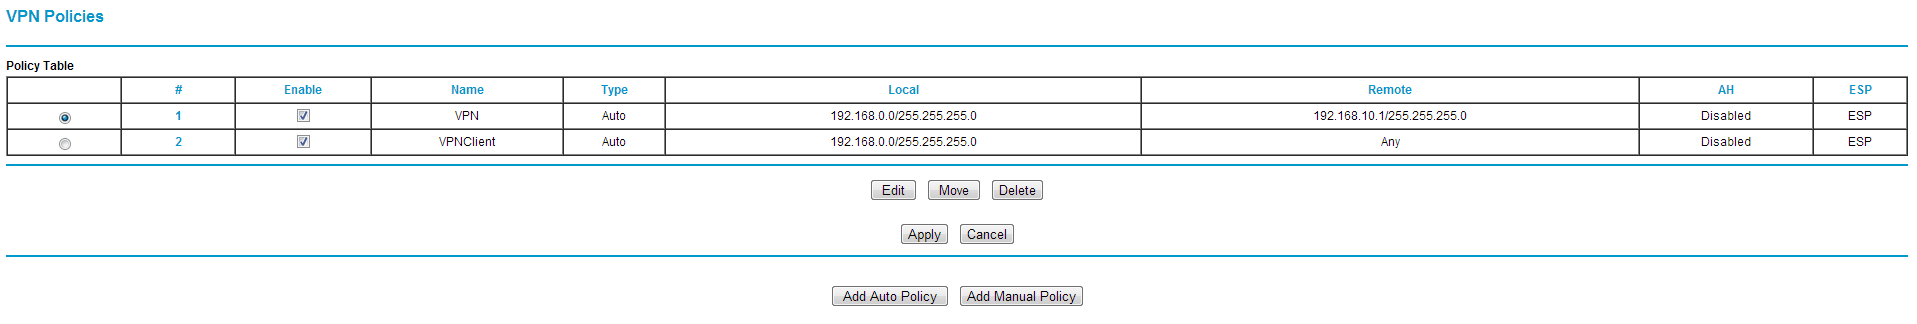 VPN Policies
Policy Table
# Enable Name Type Local Remote AH ESP
1 VPN Auto 192.168.0.0/255.255.255.0 192.168.10.1/255.255.255.0 Disabled ESP
2 VPNClient Auto 192.168.0.0/255.255.255.0 Any Disabled ESP
Edit Move Delete
Apply Cancel
Add Auto Policy Add Manual Policy